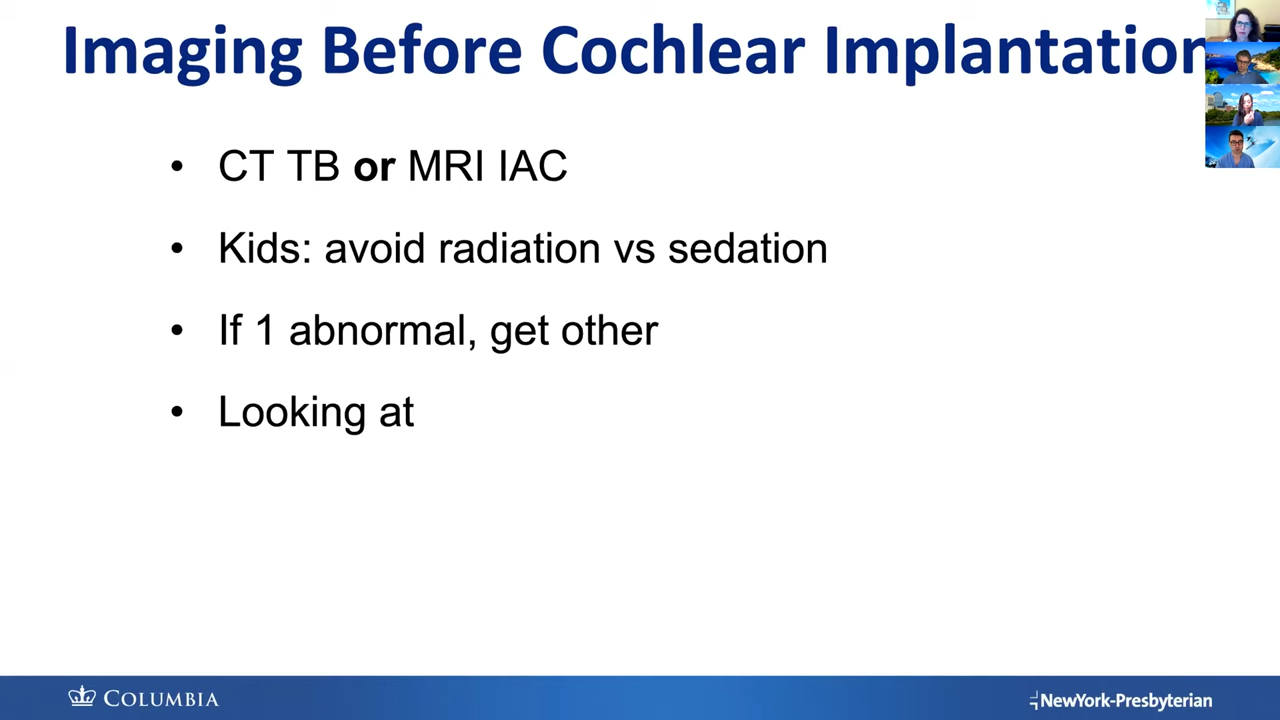 Imaging Before Cochlear Implantation
• CT TB or MRI IAC
• Kids: avoid radiation vs sedation
• If 1 abnormal, get other
• Looking at
COLUMBIA
NewYork-Presbyterian